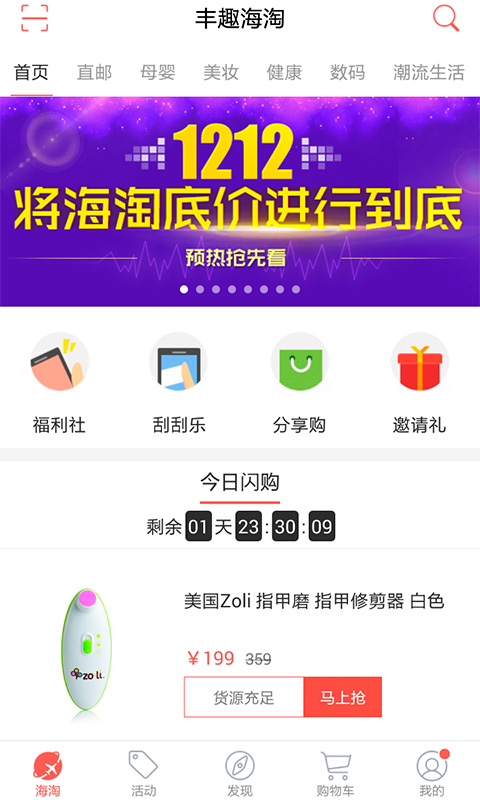 丰趣海淘
首页 直邮 母婴 美妆 健康 数码 潮流生活
1212
将海淘底价进行到底
预热抢先看
福利社 刮刮乐 分享购 邀请礼
今日闪购
剩余 01 天 23 : 30 : 09
美国Zoli 指甲磨 指甲修剪器 白色
zo·li.
￥199 359
货源充足 马上抢
海淘 活动 发现 购物车 我的